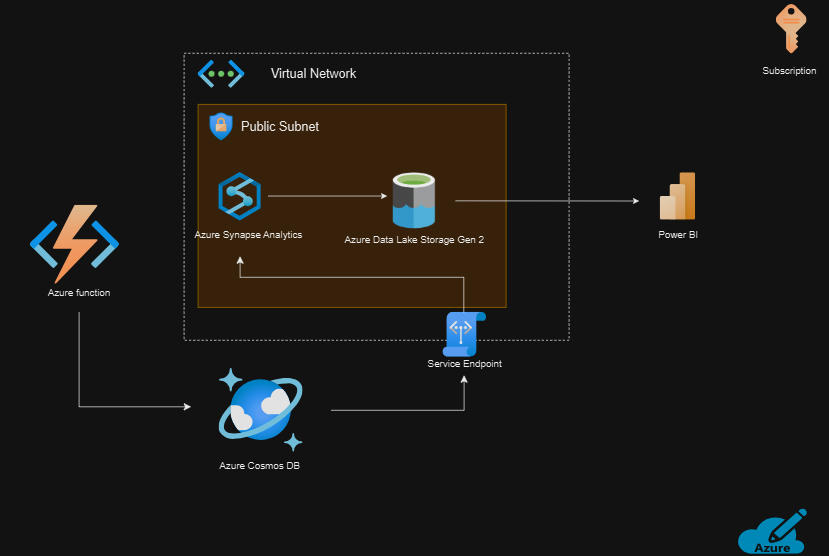 Subscription
Virtual Network
Public Subnet
Azure Synapse Analytics
Azure Data Lake Storage Gen 2
Power BI
Azure function
Service Endpoint
Azure Cosmos DB
Azure